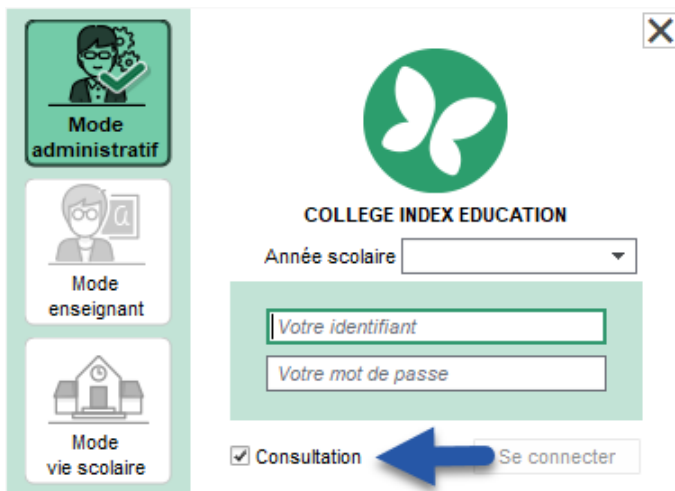 Mode
administratif
Mode
enseignant
Mode
vie scolaire
COLLEGE INDEX EDUCATION
Année scolaire
Votre identifiant
Votre mot de passe
Consultation
Se connecter